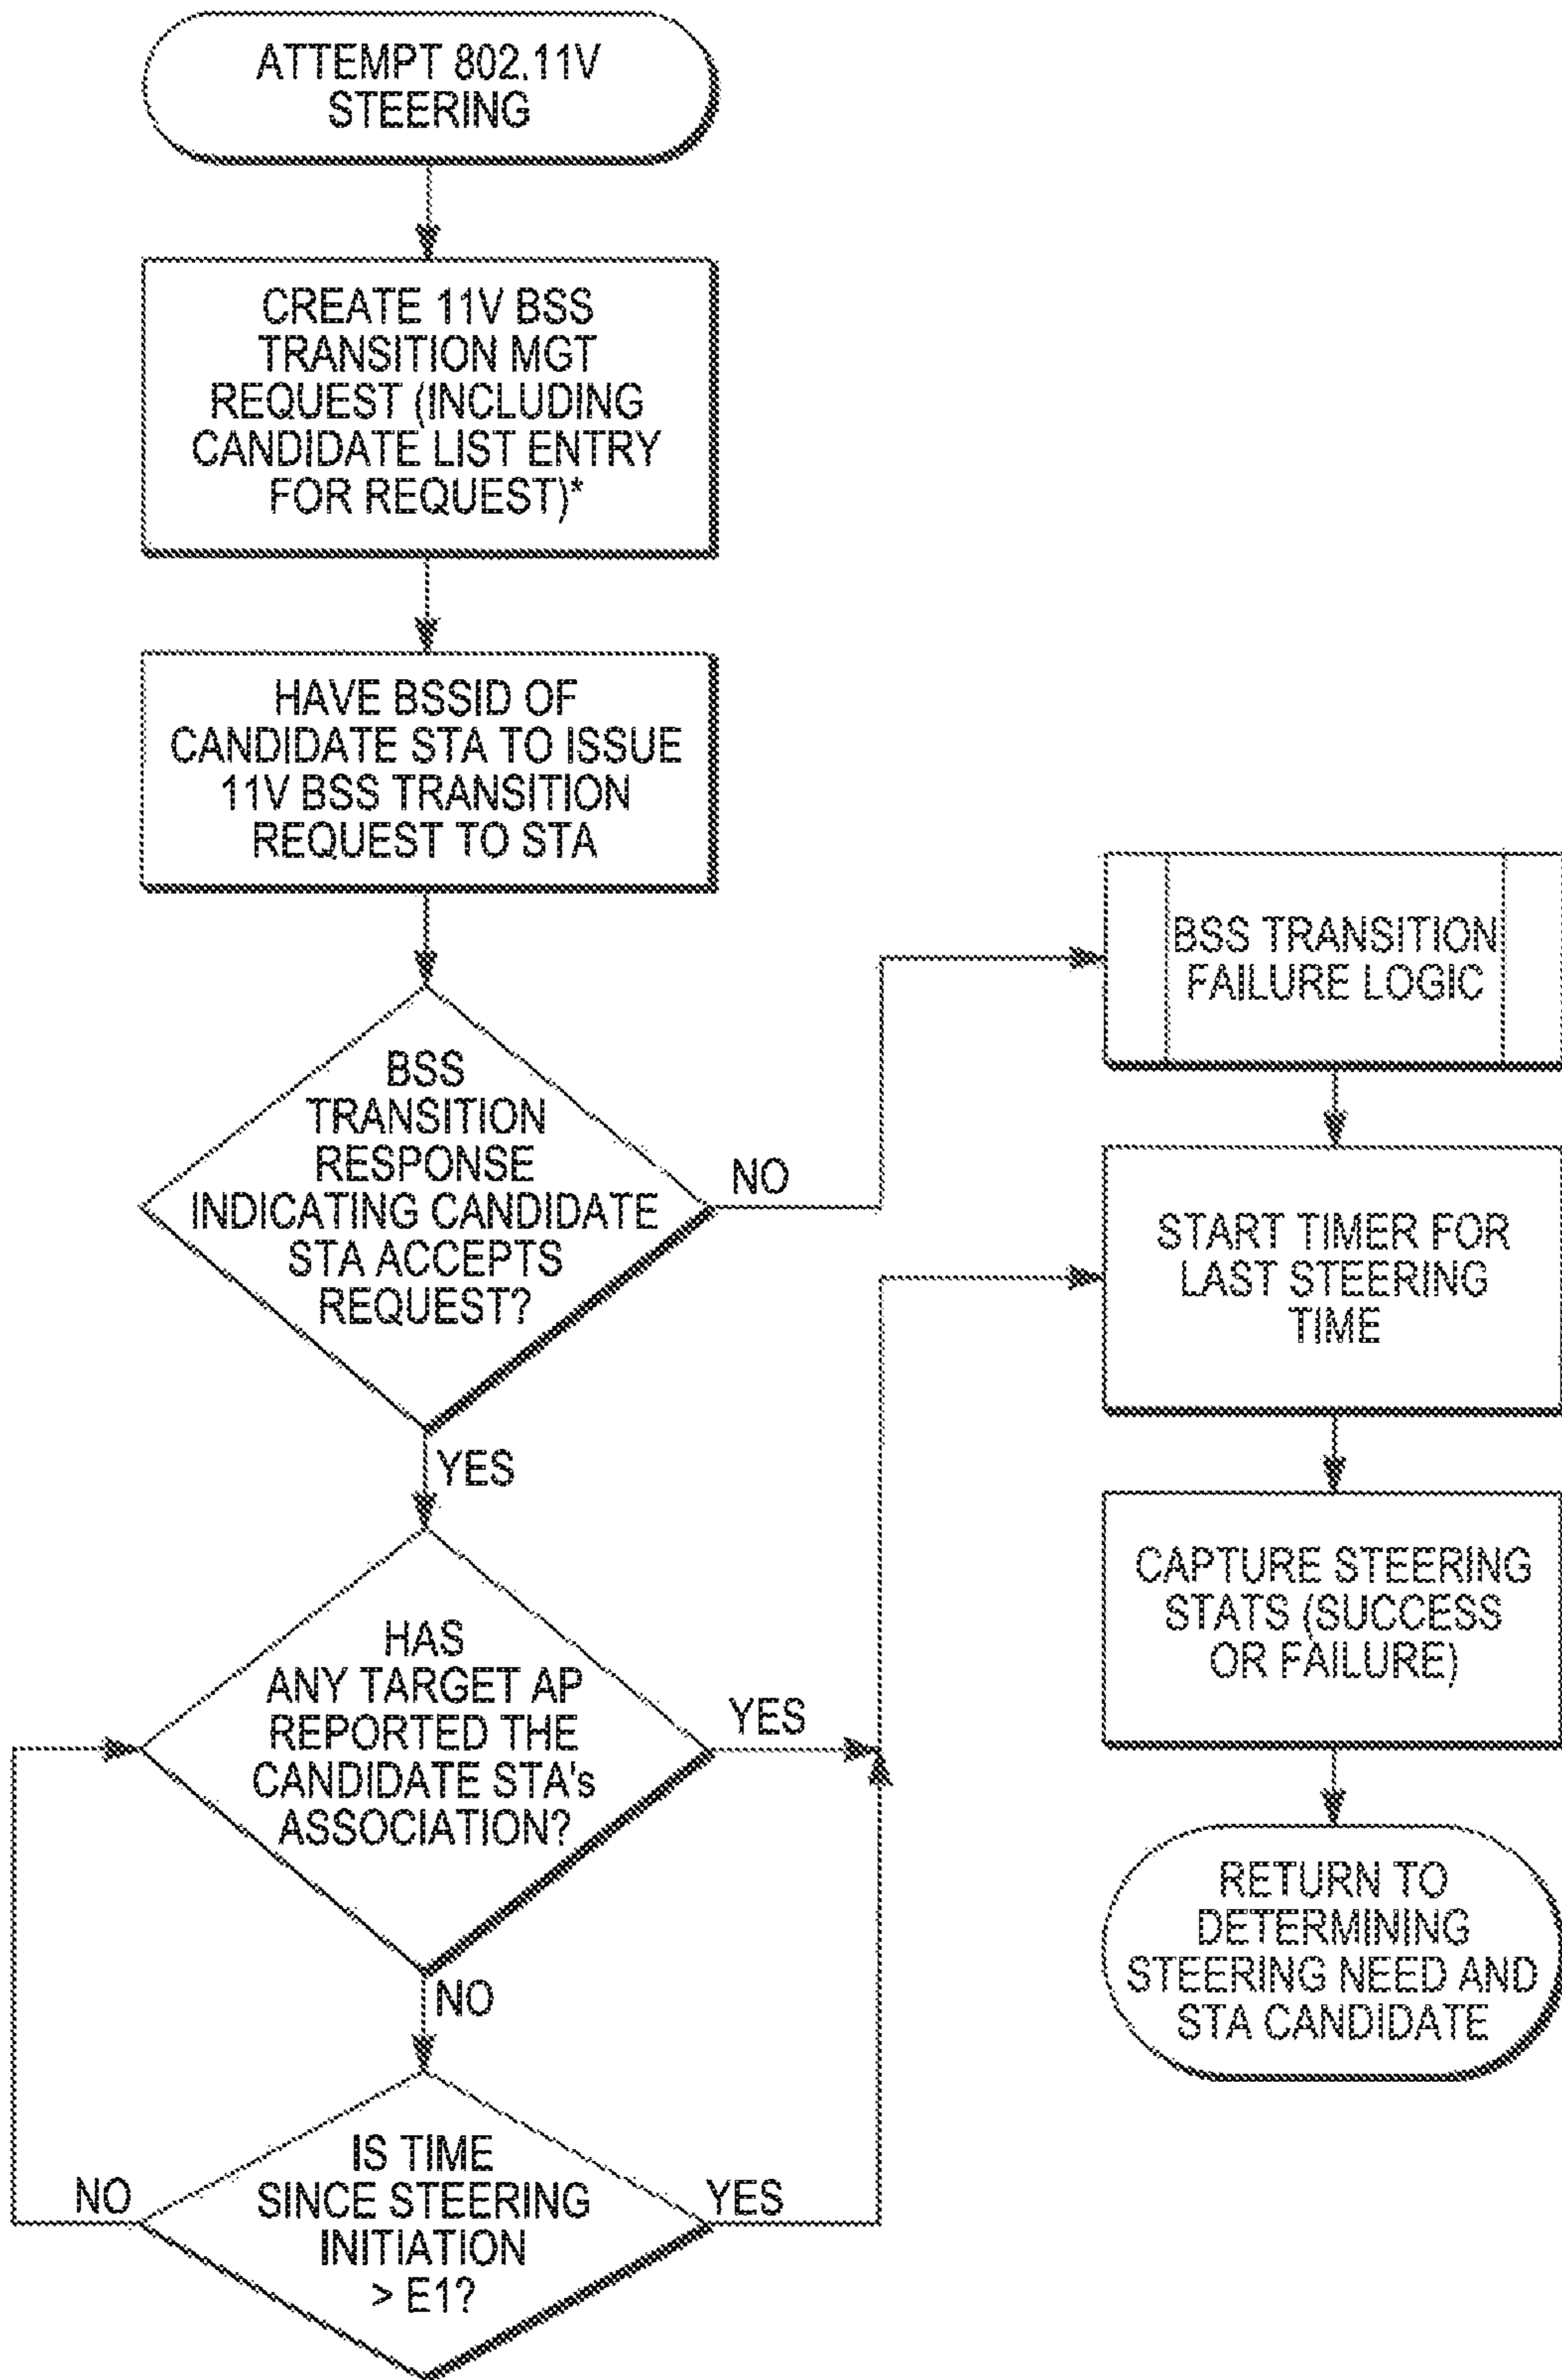 ATTEMPT 802.11V
STEERING
CREATE 11V BSS
TRANSITION MGT
REQUEST (INCLUDING
CANDIDATE LIST ENTRY
FOR REQUEST)*
HAVE BSSID OF
CANDIDATE STA TO ISSUE
11V BSS TRANSITION
REQUEST TO STA
BSS
TRANSITION
RESPONSE
INDICATING CANDIDATE
STA ACCEPTS
REQUEST?
NO
YES
HAS
ANY TARGET AP
REPORTED THE
CANDIDATE STA's
ASSOCIATION?
YES
NO
IS TIME
SINCE STEERING
INITIATION
> E1?
NO
YES
BSS TRANSITION
FAILURE LOGIC
START TIMER FOR
LAST STEERING
TIME
CAPTURE STEERING
STATS (SUCCESS
OR FAILURE)
RETURN TO
DETERMINING
STEERING NEED AND
STA CANDIDATE